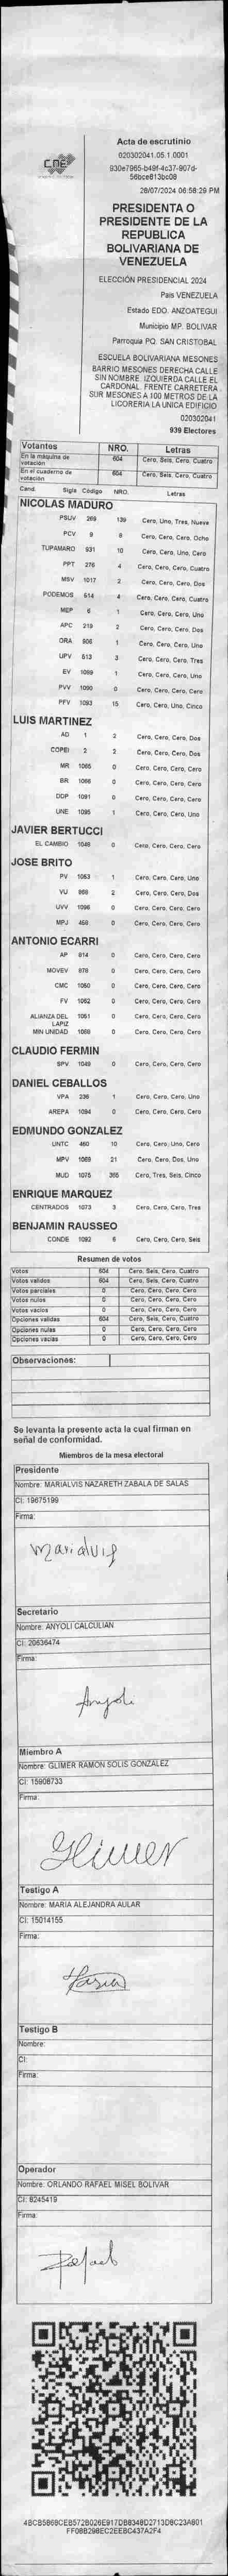 CNE
Acta de escrutinio
020302041.05.1.0001
930e7965-b49f-4c37-907d-
56bce813bc08
28/07/2024 06:58:29 PM
PRESIDENTA O
PRESIDENTE DE LA
REPUBLICA
BOLIVARIANA DE
VENEZUELA
ELECCIÓN PRESIDENCIAL 2024
País VENEZUELA
Estado EDO. ANZOATEGUI
Municipio MP. BOLIVAR
Parroquia PQ. SAN CRISTOBAL
ESCUELA BOLIVARIANA MESONES
BARRIO MESONES DERECHA CALLE
SIN NOMBRE. IZQUIERDA CALLE EL
CARDONAL. FRENTE CARRETERA
SUR MESONES A 100 METROS DE LA
LICORERIA LA UNICA EDIFICIO
020302041
939 Electores
Votantes NRO. Letras
En la máquina de votación 604 Cero, Seis, Cero, Cuatro
En el cuaderno de votación 604 Cero, Seis, Cero, Cuatro
Cand. Sigla Código NRO. Letras
NICOLAS MADURO
PSUV 269 139 Cero, Uno, Tres, Nueve
PCV 9 8 Cero, Cero, Cero, Ocho
TUPAMARO 931 10 Cero, Cero, Uno, Cero
PPT 276 4 Cero, Cero, Cero, Cuatro
MSV 1017 2 Cero, Cero, Cero, Dos
PODEMOS 614 4 Cero, Cero, Cero, Cuatro
MEP 6 1 Cero, Cero, Cero, Uno
APC 219 2 Cero, Cero, Cero, Dos
ORA 906 1 Cero, Cero, Cero, Uno
UPV 613 3 Cero, Cero, Cero, Tres
EV 1099 1 Cero, Cero, Cero, Uno
PVV 1090 0 Cero, Cero, Cero, Cero
PFV 1093 15 Cero, Cero, Uno, Cinco
LUIS MARTINEZ
AD 1 2 Cero, Cero, Cero, Dos
COPEI 2 2 Cero, Cero, Cero, Dos
MR 1065 0 Cero, Cero, Cero, Cero
BR 1066 0 Cero, Cero, Cero, Cero
DDP 1091 0 Cero, Cero, Cero, Cero
UNE 1095 1 Cero, Cero, Cero, Uno
JAVIER BERTUCCI
EL CAMBIO 1048 0 Cero, Cero, Cero, Cero
JOSE BRITO
PV 1053 1 Cero, Cero, Cero, Uno
VU 868 2 Cero, Cero, Cero, Dos
UVV 1096 0 Cero, Cero, Cero, Cero
MPJ 450 0 Cero, Cero, Cero, Cero
ANTONIO ECARRI
AP 814 0 Cero, Cero, Cero, Cero
MOVEV 878 0 Cero, Cero, Cero, Cero
CMC 1050 0 Cero, Cero, Cero, Cero
FV 1062 0 Cero, Cero, Cero, Cero
ALIANZA DEL LAPIZ 1051 0 Cero, Cero, Cero, Cero
MIN UNIDAD 1069 0 Cero, Cero, Cero, Cero
CLAUDIO FERMIN
SPV 1049 0 Cero, Cero, Cero, Cero
DANIEL CEBALLOS
VPA 236 1 Cero, Cero, Cero, Uno
AREPA 1094 0 Cero, Cero, Cero, Cero
EDMUNDO GONZALEZ
UNTC 460 10 Cero, Cero, Uno, Cero
MPV 1069 21 Cero, Cero, Dos, Uno
MUD 1075 365 Cero, Tres, Seis, Cinco
ENRIQUE MARQUEZ
CENTRADOS 1073 3 Cero, Cero, Cero, Tres
BENJAMIN RAUSSEO
CONDE 1092 6 Cero, Cero, Cero, Seis
Resumen de votos
Votos 604 Cero, Seis, Cero, Cuatro
Votos válidos 604 Cero, Seis, Cero, Cuatro
Votos parciales 0 Cero, Cero, Cero, Cero
Votos nulos 0 Cero, Cero, Cero, Cero
Votos vacíos 0 Cero, Cero, Cero, Cero
Opciones válidas 604 Cero, Seis, Cero, Cuatro
Opciones nulas 0 Cero, Cero, Cero, Cero
Opciones vacías 0 Cero, Cero, Cero, Cero
Observaciones:
Se levanta la presente acta la cual firman en
señal de conformidad.
Miembros de la mesa electoral
Presidente
Nombre: MARIALVIS NAZARETH ZABALA DE SALAS
CI: 19675199
Firma:
Marialvis
Secretario
Nombre: ANYOLI CALCULIAN
CI: 20636474
Firma:
Anyoli
Miembro A
Nombre: GLIMER RAMON SOLIS GONZALEZ
CI: 15908733
Firma:
Glimer
Testigo A
Nombre: MARIA ALEJANDRA AULAR
CI: 15014155
Firma:
Maria
Testigo B
Nombre:
CI:
Firma:
Operador
Nombre: ORLANDO RAFAEL MISEL BOLIVAR
CI: 8245419
Firma:
Rafael
4BCB5868CEB572B026E917DB8348D2713D8C23A601
FF08B298EC2EEBC437A2F4